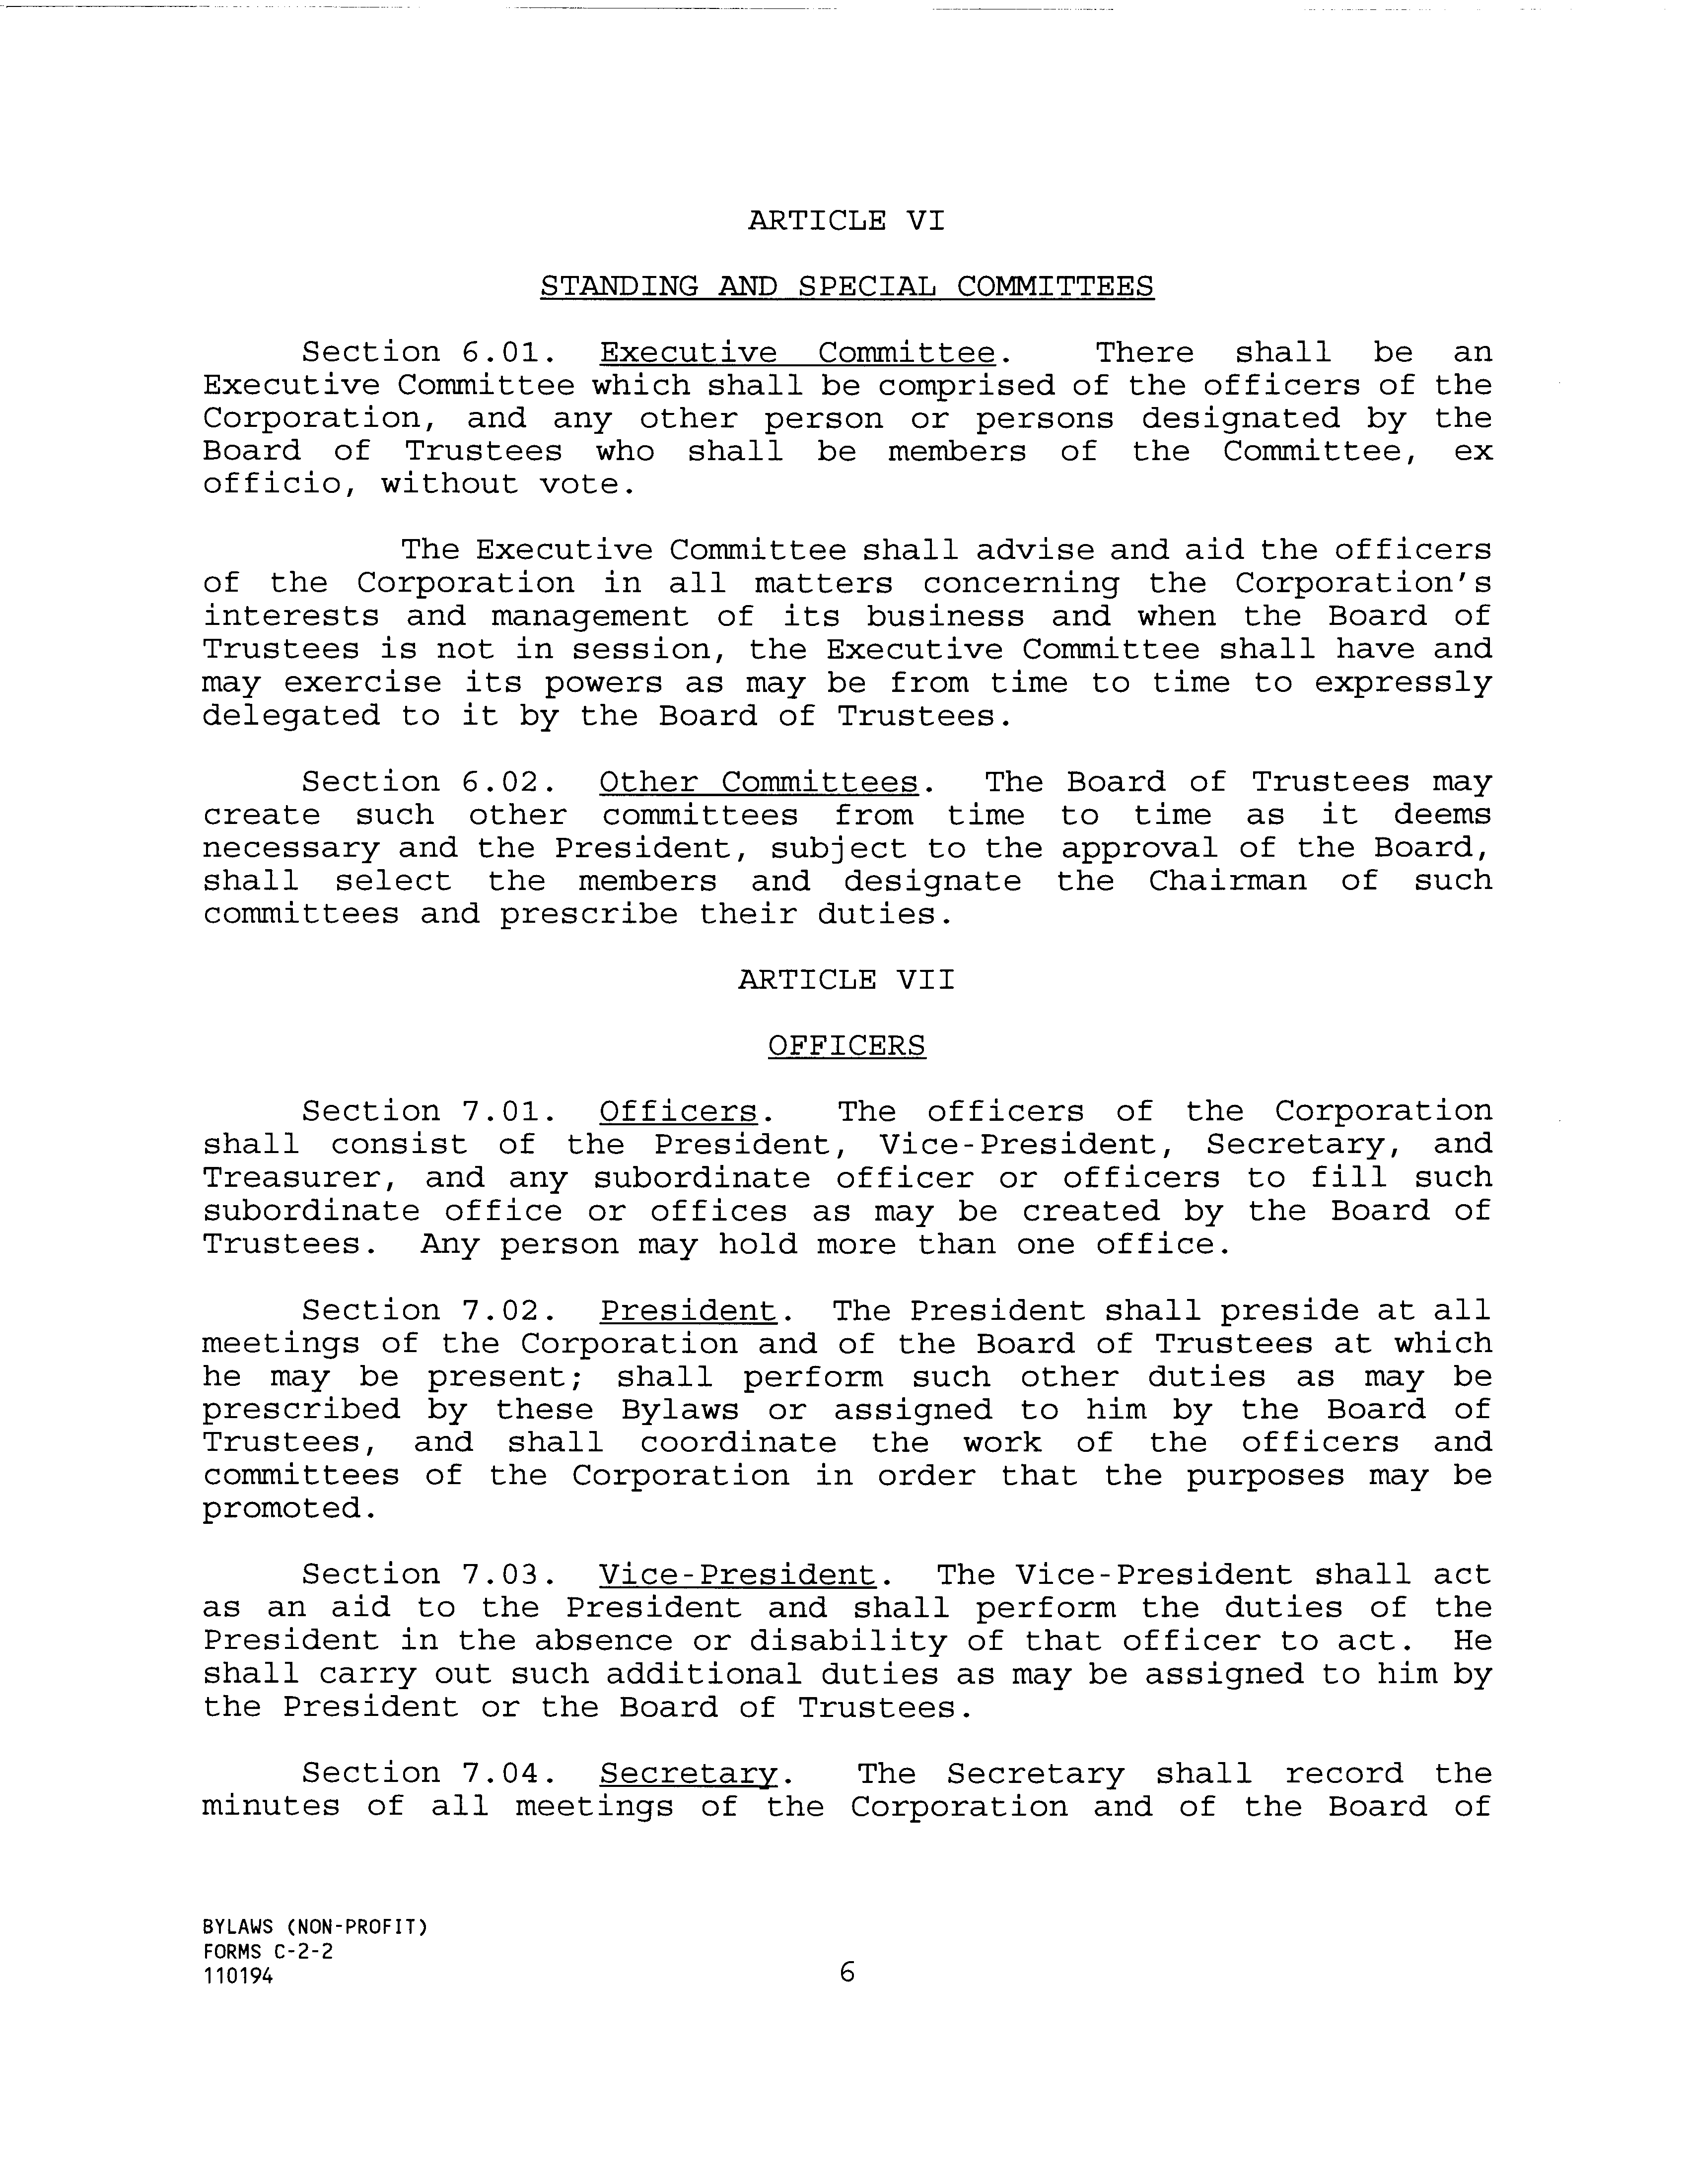 ARTICLE VI
STANDING AND SPECIAL COMMITTEES
Section 6.01. Executive Committee. There shall be an
Executive Committee which shall be comprised of the officers of the
Corporation, and any other person or persons designated by the
Board of Trustees who shall be members of the Committee, ex
officio, without vote.
The Executive Committee shall advise and aid the officers
of the Corporation in all matters concerning the Corporation's
interests and management of its business and when the Board of
Trustees is not in session, the Executive Committee shall have and
may exercise its powers as may be from time to time to expressly
delegated to it by the Board of Trustees.
Section 6.02. Other Committees. The Board of Trustees may
create such other committees from time to time as it deems
necessary and the President, subject to the approval of the Board,
shall select the members and designate the Chairman of such
committees and prescribe their duties.
ARTICLE VII
OFFICERS
Section 7.01. Officers. The officers of the Corporation
shall consist of the President, Vice-President, Secretary, and
Treasurer, and any subordinate officer or officers to fill such
subordinate office or offices as may be created by the Board of
Trustees. Any person may hold more than one office.
Section 7.02. President. The President shall preside at all
meetings of the Corporation and of the Board of Trustees at which
he may be present; shall perform such other duties as may be
prescribed by these Bylaws or assigned to him by the Board of
Trustees, and shall coordinate the work of the officers and
committees of the Corporation in order that the purposes may be
promoted.
Section 7.03. Vice-President. The Vice-President shall act
as an aid to the President and shall perform the duties of the
President in the absence or disability of that officer to act. He
shall carry out such additional duties as may be assigned to him by
the President or the Board of Trustees.
Section 7.04. Secretary. The Secretary shall record the
minutes of all meetings of the Corporation and of the Board of
BYLAWS (NON-PROFIT)
FORMS C-2-2
110194
6